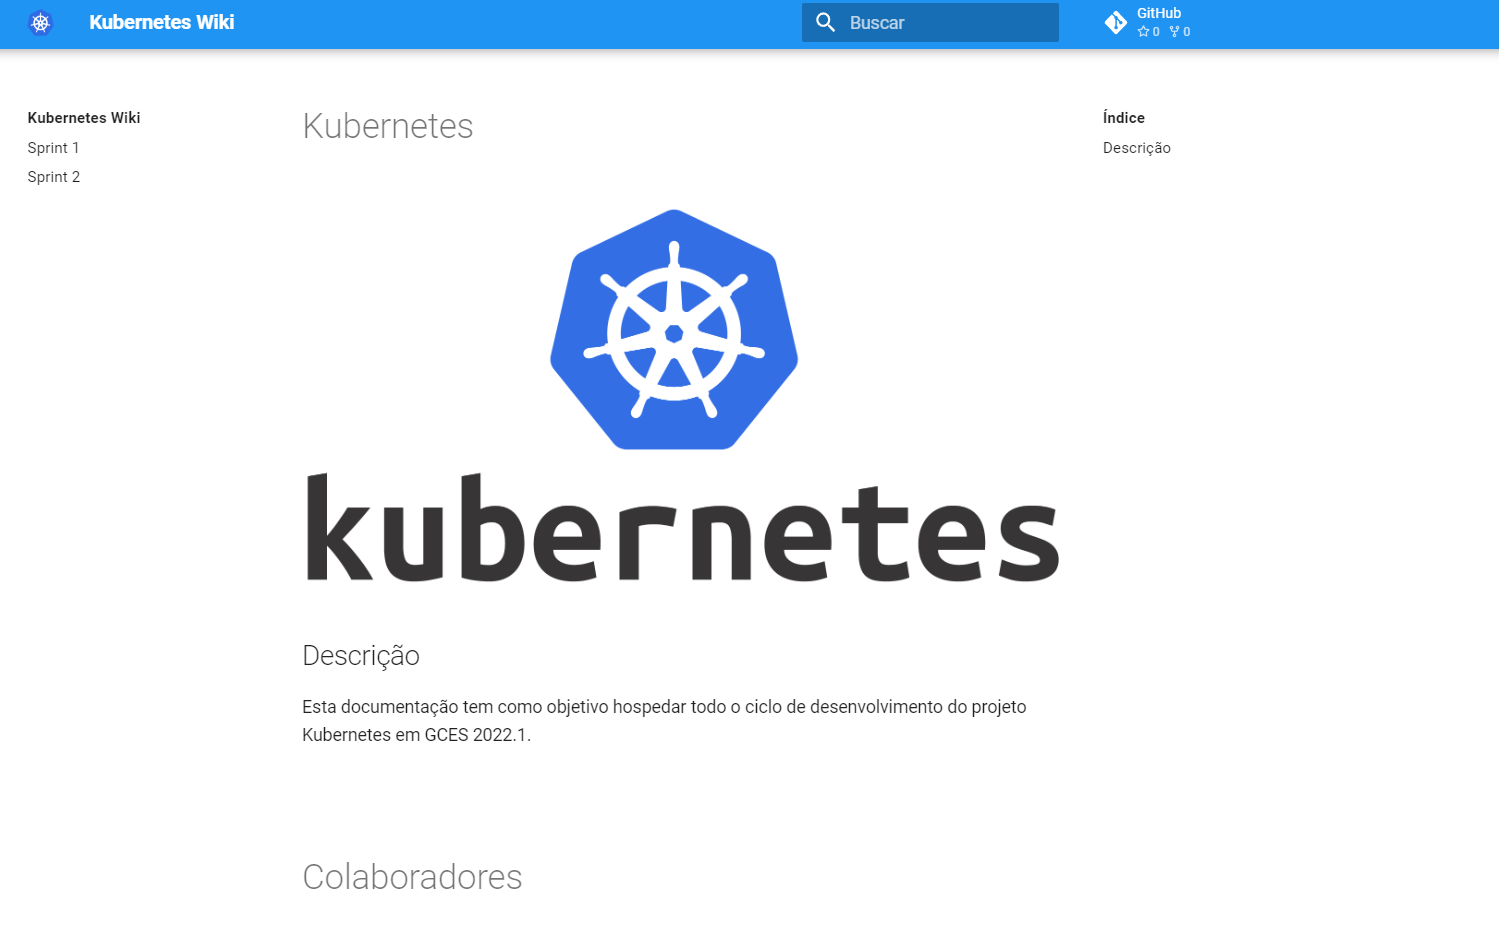 Kubernetes Wiki
Buscar
GitHub
0 0
Kubernetes Wiki
Sprint 1
Sprint 2
Kubernetes
kubernetes
Descrição
Esta documentação tem como objetivo hospedar todo o ciclo de desenvolvimento do projeto
Kubernetes em GCES 2022.1.
Colaboradores
Índice
Descrição